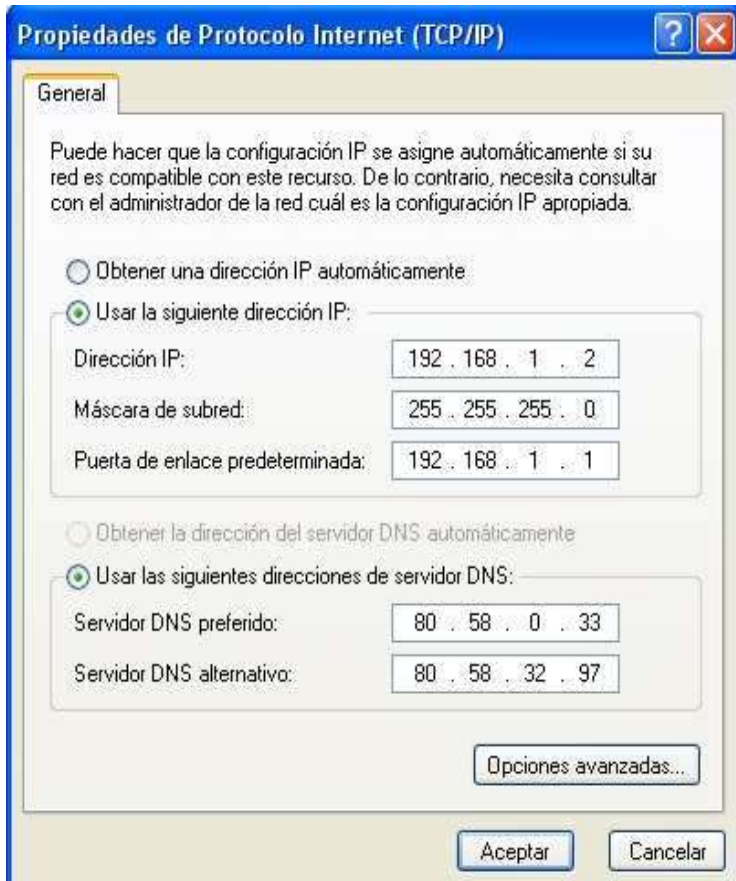 Propiedades de Protocolo Internet (TCP/IP)
General
Puede hacer que la configuración IP se asigne automáticamente si su
red es compatible con este recurso. De lo contrario, necesita consultar
con el administrador de la red cuál es la configuración IP apropiada.
Obtener una dirección IP automáticamente
Usar la siguiente dirección IP:
Dirección IP: 192 . 168 . 1 . 2
Máscara de subred: 255 . 255 . 255 . 0
Puerta de enlace predeterminada: 192 . 168 . 1 . 1
Obtener la dirección del servidor DNS automáticamente
Usar las siguientes direcciones de servidor DNS:
Servidor DNS preferido: 80 . 58 . 0 . 33
Servidor DNS alternativo: 80 . 58 . 32 . 97
Opciones avanzadas...
Aceptar Cancelar